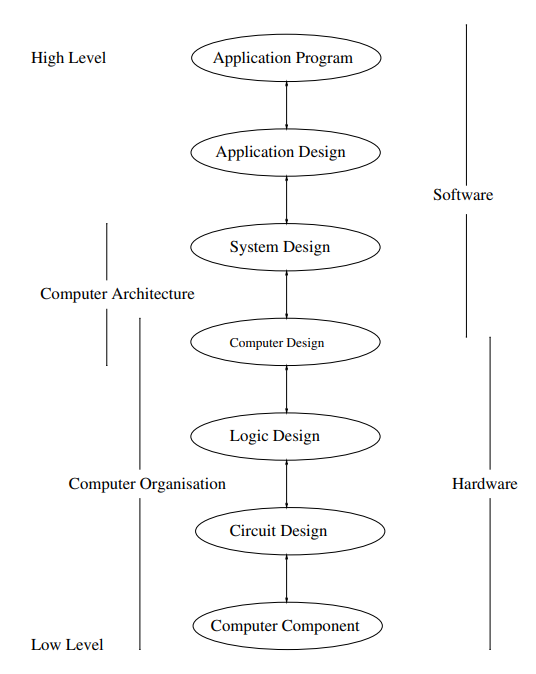 High Level
Application Program
Application Design
Software
System Design
Computer Architecture
Computer Design
Logic Design
Computer Organisation
Hardware
Circuit Design
Computer Component
Low Level